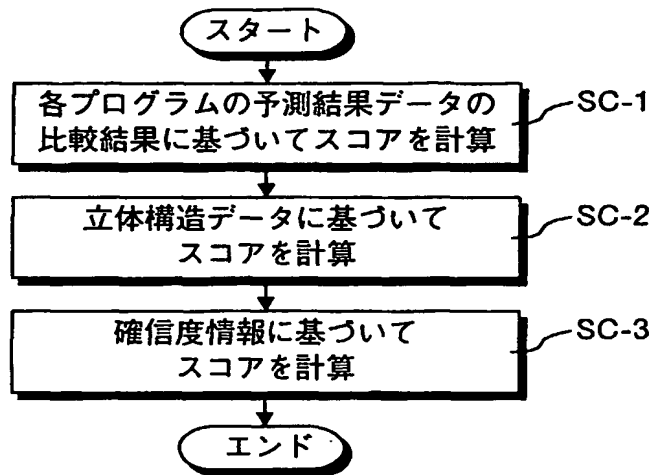 スタート
各プログラムの予測結果データの
比較結果に基づいてスコアを計算
SC-1
立体構造データに基づいて
スコアを計算
SC-2
確信度情報に基づいて
スコアを計算
SC-3
エンド